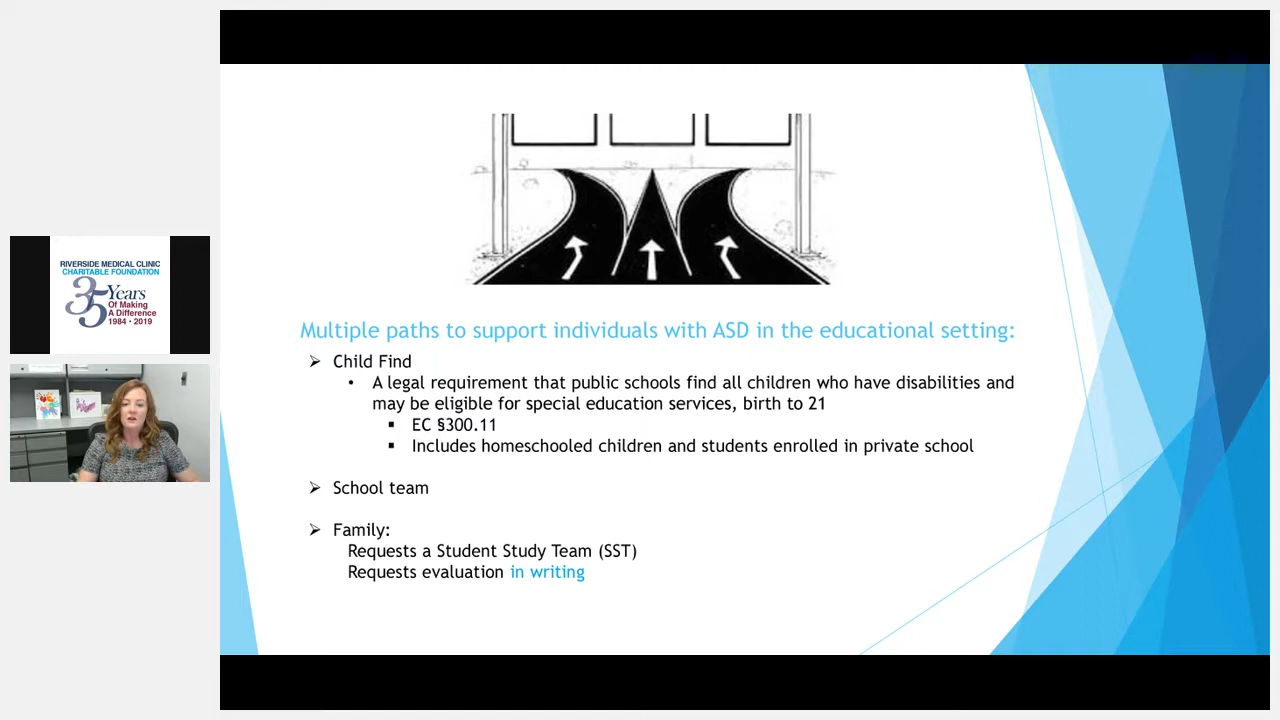 RIVERSIDE MEDICAL CLINIC
CHARITABLE FOUNDATION
35 Years
Of Making
A Difference
1984 • 2019
Multiple paths to support individuals with ASD in the educational setting:
➢ Child Find
• A legal requirement that public schools find all children who have disabilities and
may be eligible for special education services, birth to 21
▪ EC §300.11
▪ Includes homeschooled children and students enrolled in private school
➢ School team
➢ Family:
Requests a Student Study Team (SST)
Requests evaluation in writing